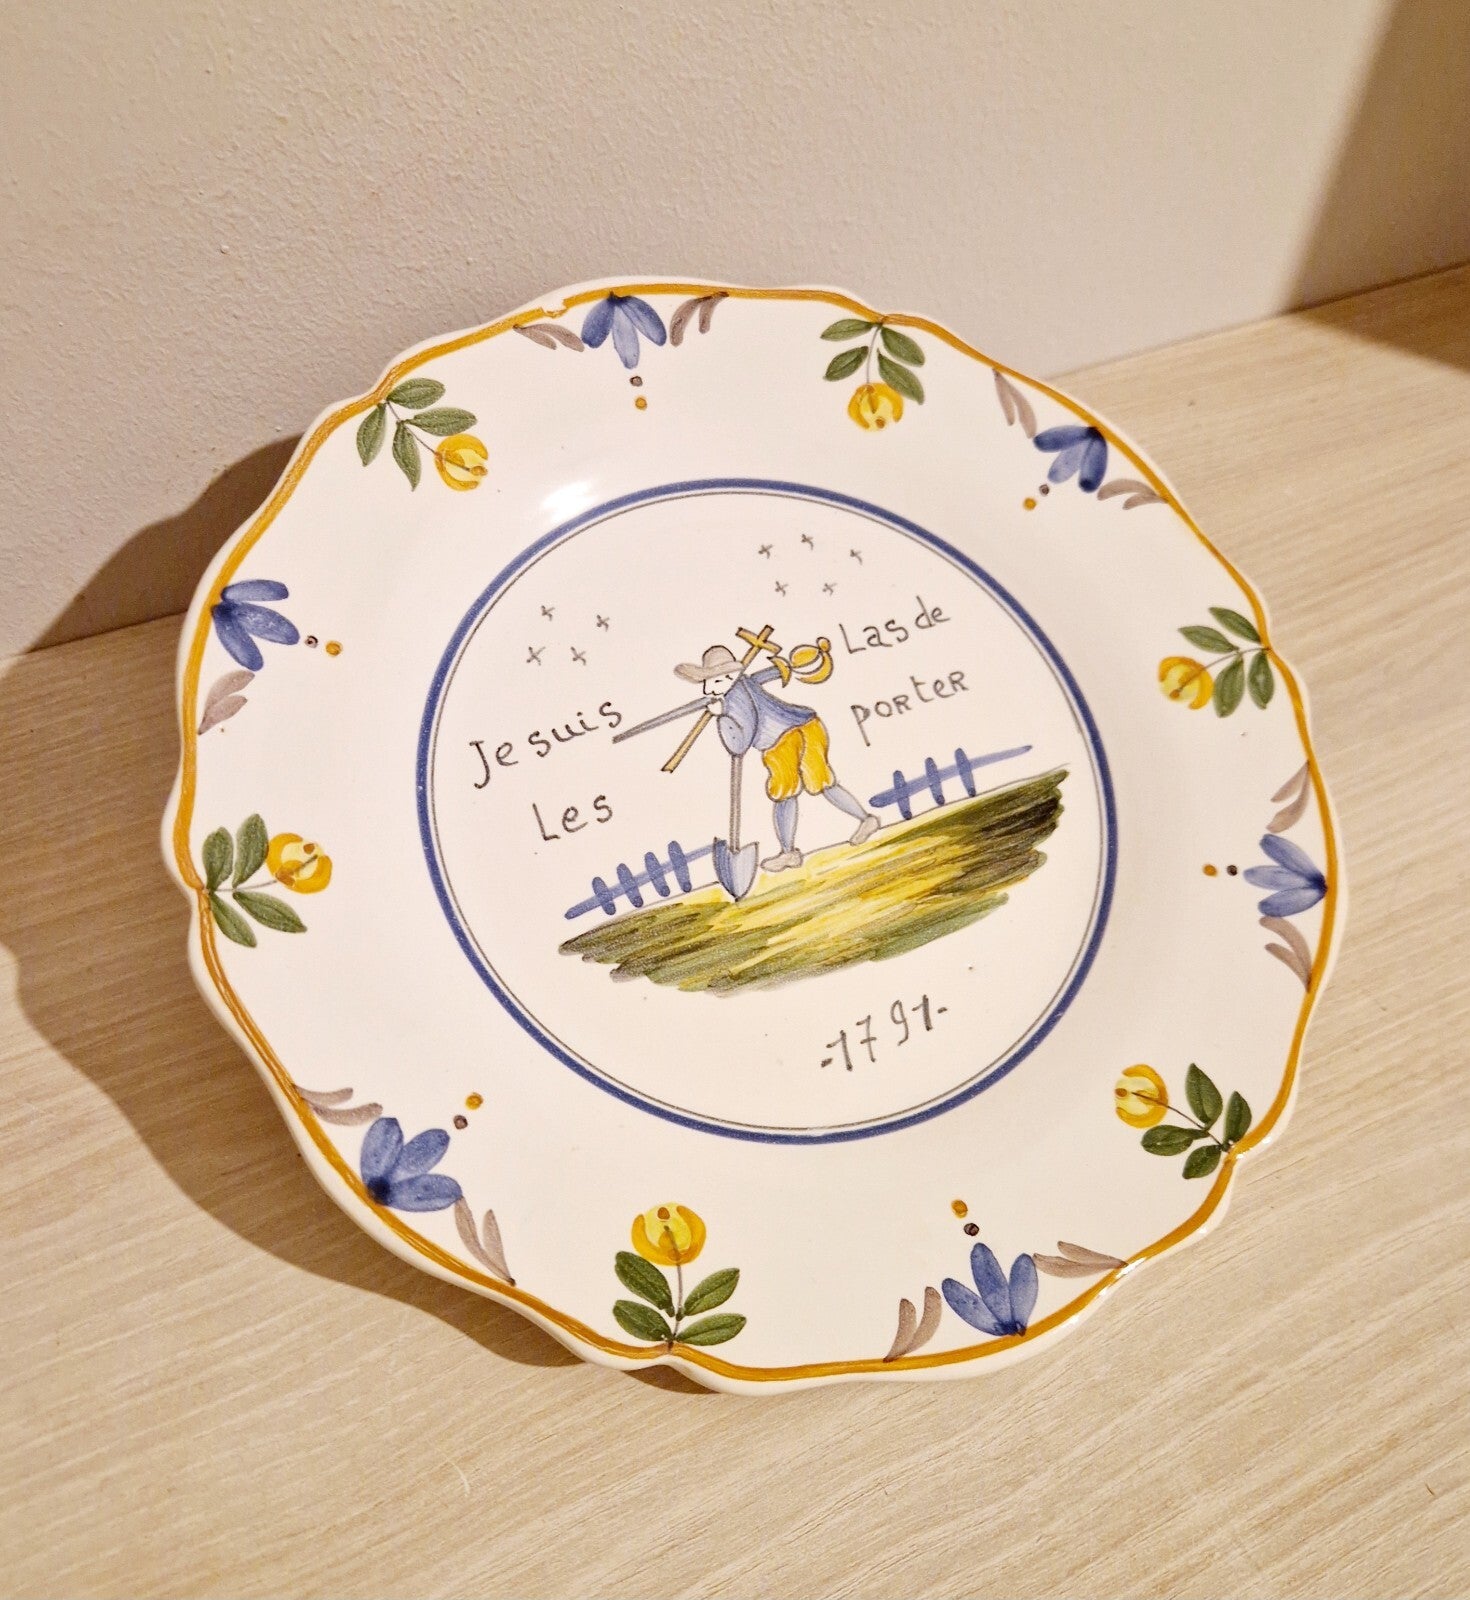 Je suis
Les
Las de
porter
-1791-